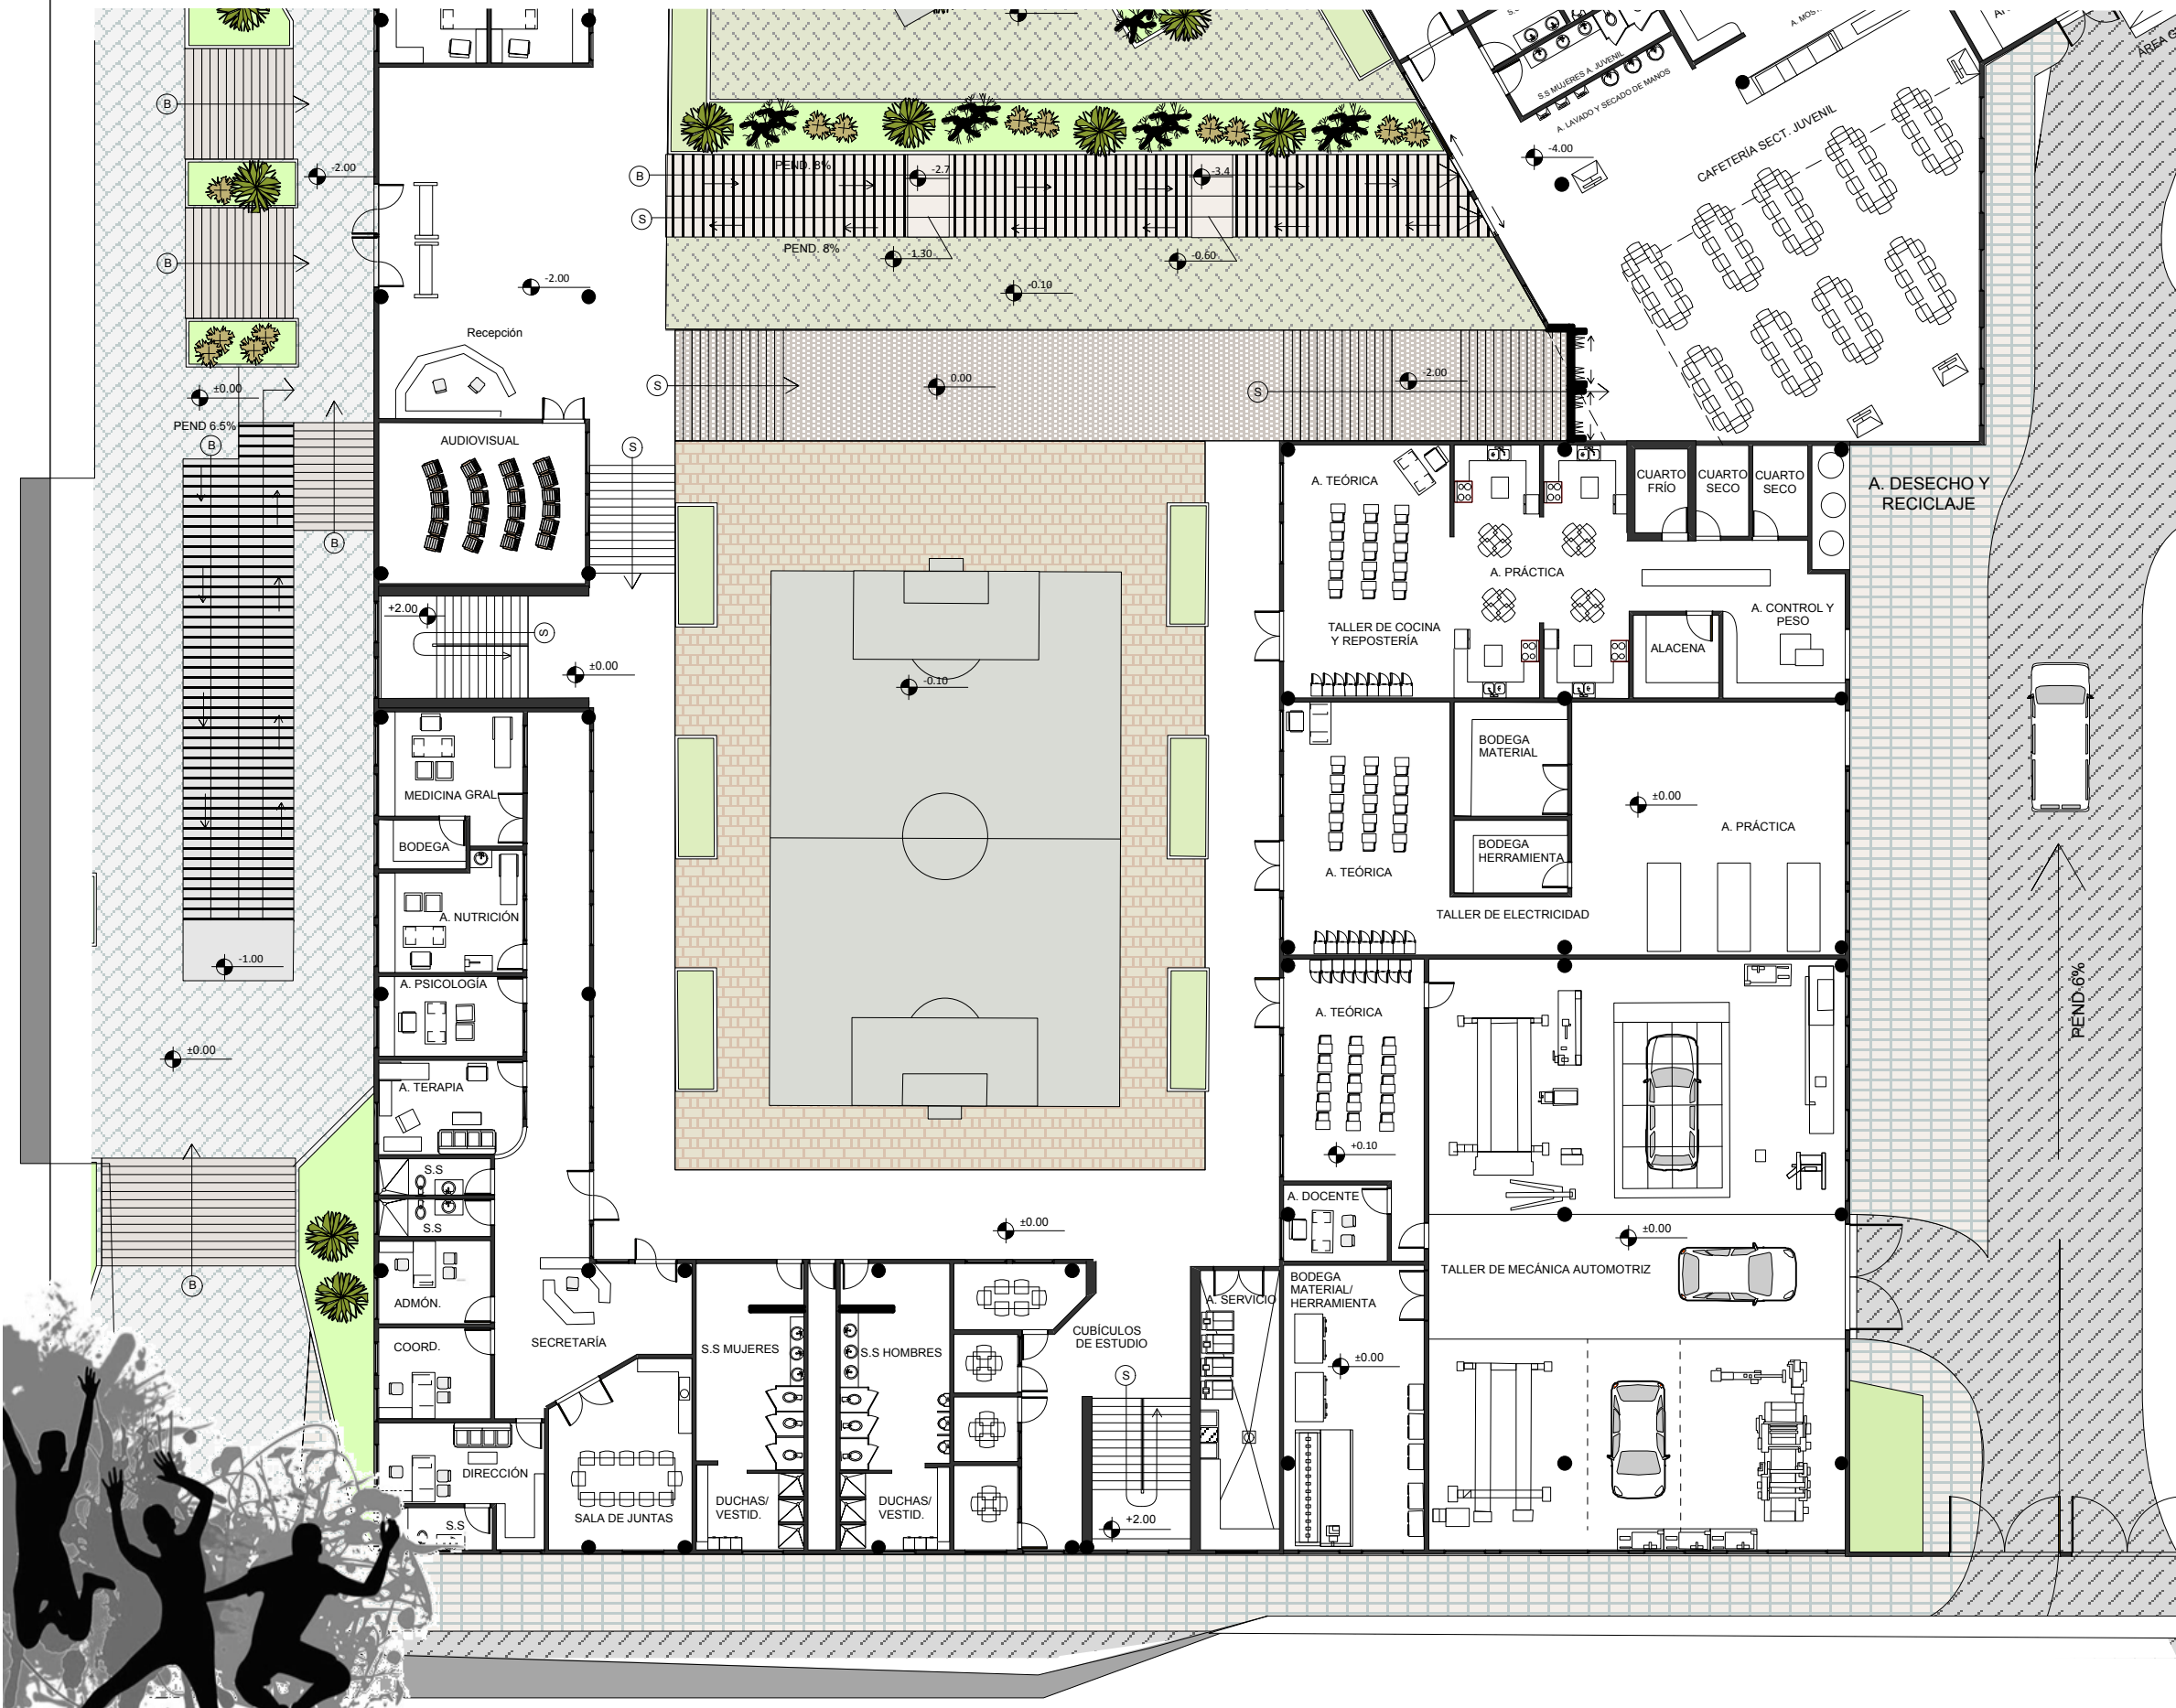 -4.00
S.S MUJERES A. JUVENIL
A. LAVADO Y SECADO DE MANOS
CAFETERÍA SECT. JUVENIL
B
-2.00
B
PEND. 8%
B
-2.7
-3.4
S
PEND. 8%
-1.30
-0.60
B
-2.00
-0.10
Recepción
±0.00
S
0.00
S
-2.00
PEND 6.5%
B
AUDIOVISUAL
S
B
A. TEÓRICA
CUARTO
FRÍO
CUARTO
SECO
CUARTO
SECO
A. DESECHO Y
RECICLAJE
A. PRÁCTICA
+2.00
S
TALLER DE COCINA
Y REPOSTERÍA
A. CONTROL Y
PESO
ALACENA
±0.00
-0.10
BODEGA
MATERIAL
MEDICINA GRAL
±0.00
A. PRÁCTICA
BODEGA
BODEGA
HERRAMIENTA
A. TEÓRICA
A. NUTRICIÓN
TALLER DE ELECTRICIDAD
-1.00
A. PSICOLOGÍA
A. TEÓRICA
PEND.6%
±0.00
A. TERAPIA
+0.10
S.S
S.S
A. DOCENTE
±0.00
±0.00
B
ADMÓN.
TALLER DE MECÁNICA AUTOMOTRIZ
BODEGA
MATERIAL/
HERRAMIENTA
A. SERVICIO
COORD.
SECRETARÍA
S.S MUJERES
S.S HOMBRES
CUBÍCULOS
DE ESTUDIO
±0.00
S
DIRECCIÓN
DUCHAS/
VESTID.
DUCHAS/
VESTID.
SALA DE JUNTAS
S.S
+2.00